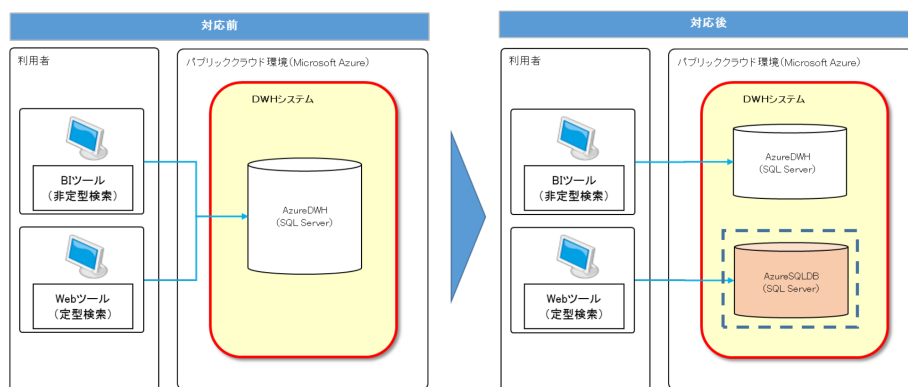 対応前
利用者
パブリッククラウド環境(Microsoft Azure)
DWHシステム
BIツール
(非定型検索)
AzureDWH
(SQL Server)
Webツール
(定型検索)
対応後
利用者
パブリッククラウド環境(Microsoft Azure)
DWHシステム
BIツール
(非定型検索)
AzureDWH
(SQL Server)
Webツール
(定型検索)
AzureSQLDB
(SQL Server)